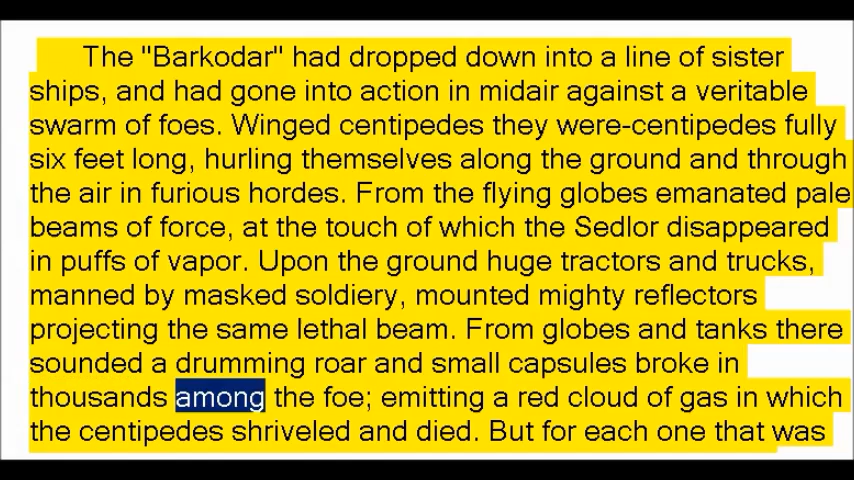 The "Barkodar" had dropped down into a line of sister
ships, and had gone into action in midair against a veritable
swarm of foes. Winged centipedes they were-centipedes fully
six feet long, hurling themselves along the ground and through
the air in furious hordes. From the flying globes emanated pale
beams of force, at the touch of which the Sedlor disappeared
in puffs of vapor. Upon the ground huge tractors and trucks,
manned by masked soldiery, mounted mighty reflectors
projecting the same lethal beam. From globes and tanks there
sounded a drumming roar and small capsules broke in
thousands among the foe; emitting a red cloud of gas in which
the centipedes shriveled and died. But for each one that was